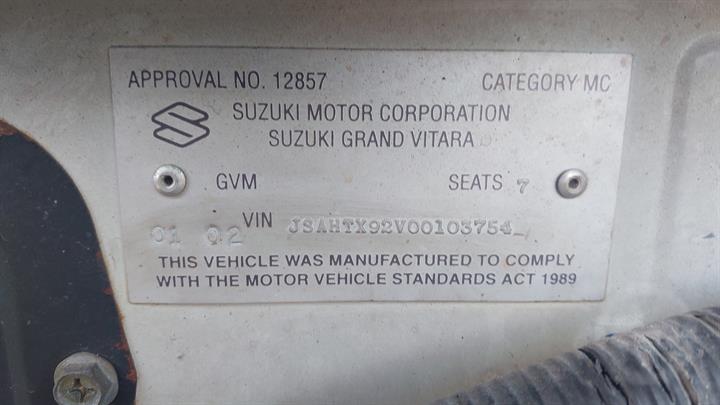 APPROVAL NO. 12857 CATEGORY MC
SUZUKI MOTOR CORPORATION
SUZUKI GRAND VITARA
GVM SEATS 7
01 02 VIN JSAHTX92V00103754
THIS VEHICLE WAS MANUFACTURED TO COMPLY
WITH THE MOTOR VEHICLE STANDARDS ACT 1989